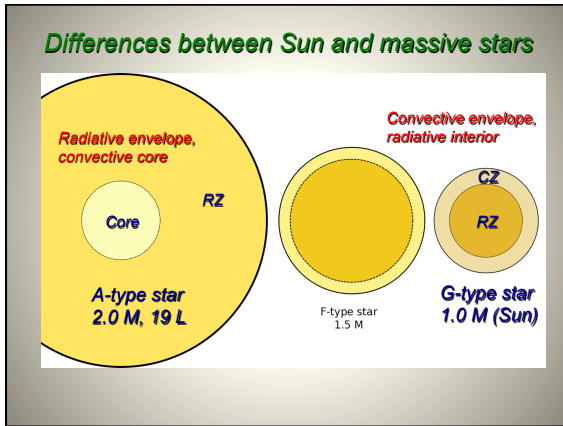 Differences between Sun and massive stars
Radiative envelope,
convective core
Core
RZ
A-type star
2.0 M, 19 L
F-type star
1.5 M
Convective envelope,
radiative interior
CZ
RZ
G-type star
1.0 M (Sun)